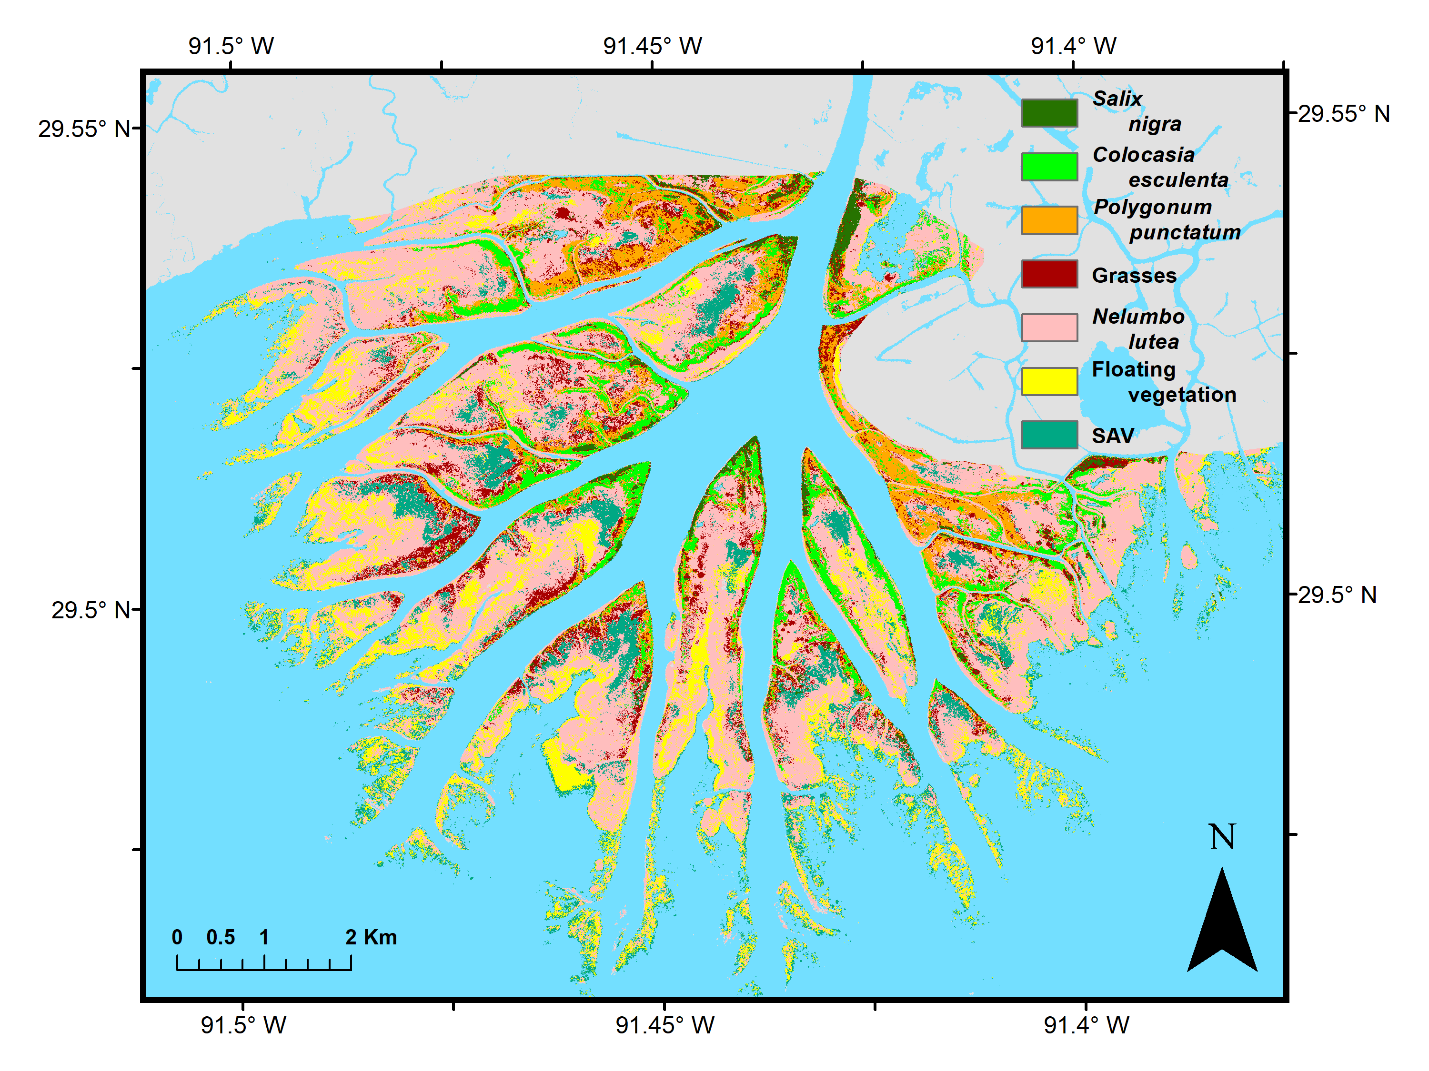 91.5° W 91.45° W 91.4° W
29.55° N
29.55° N
Salix
nigra
Colocasia
esculenta
Polygonum
punctatum
Grasses
Nelumbo
lutea
Floating
vegetation
SAV
29.5° N
29.5° N
N
0 0.5 1 2 Km
91.5° W 91.45° W 91.4° W